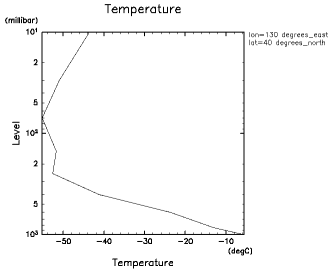 Temperature
(millibar)
lon=130 degrees_east
lat=40 degrees_north
10¹
2
5
10²
2
5
10³
Level
−50 −40 −30 −20 −10
(degC)
Temperature